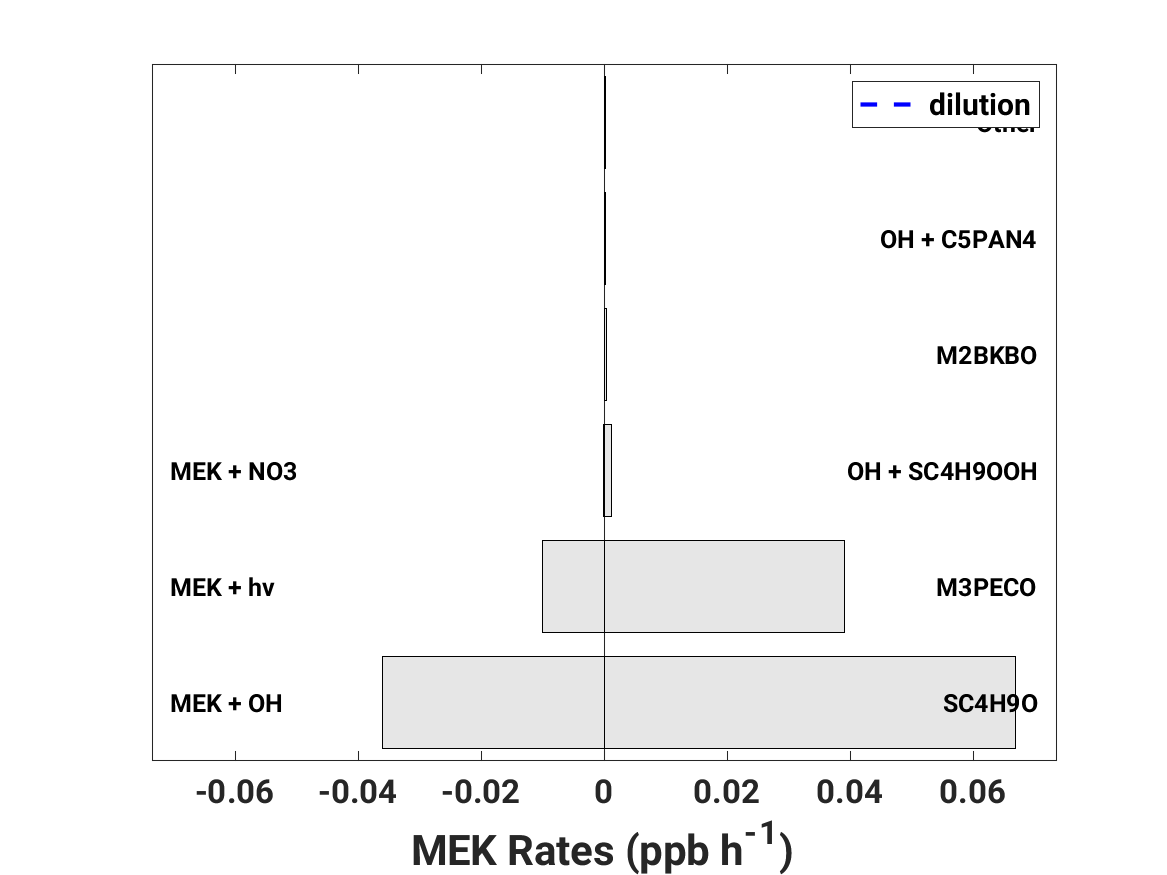 dilution
OH + C5PAN4
M2BKBO
MEK + NO3 OH + SC4H9OOH
MEK + hv M3PECO
MEK + OH SC4H9O
-0.06 -0.04 -0.02 0 0.02 0.04 0.06
MEK Rates (ppb h-1)